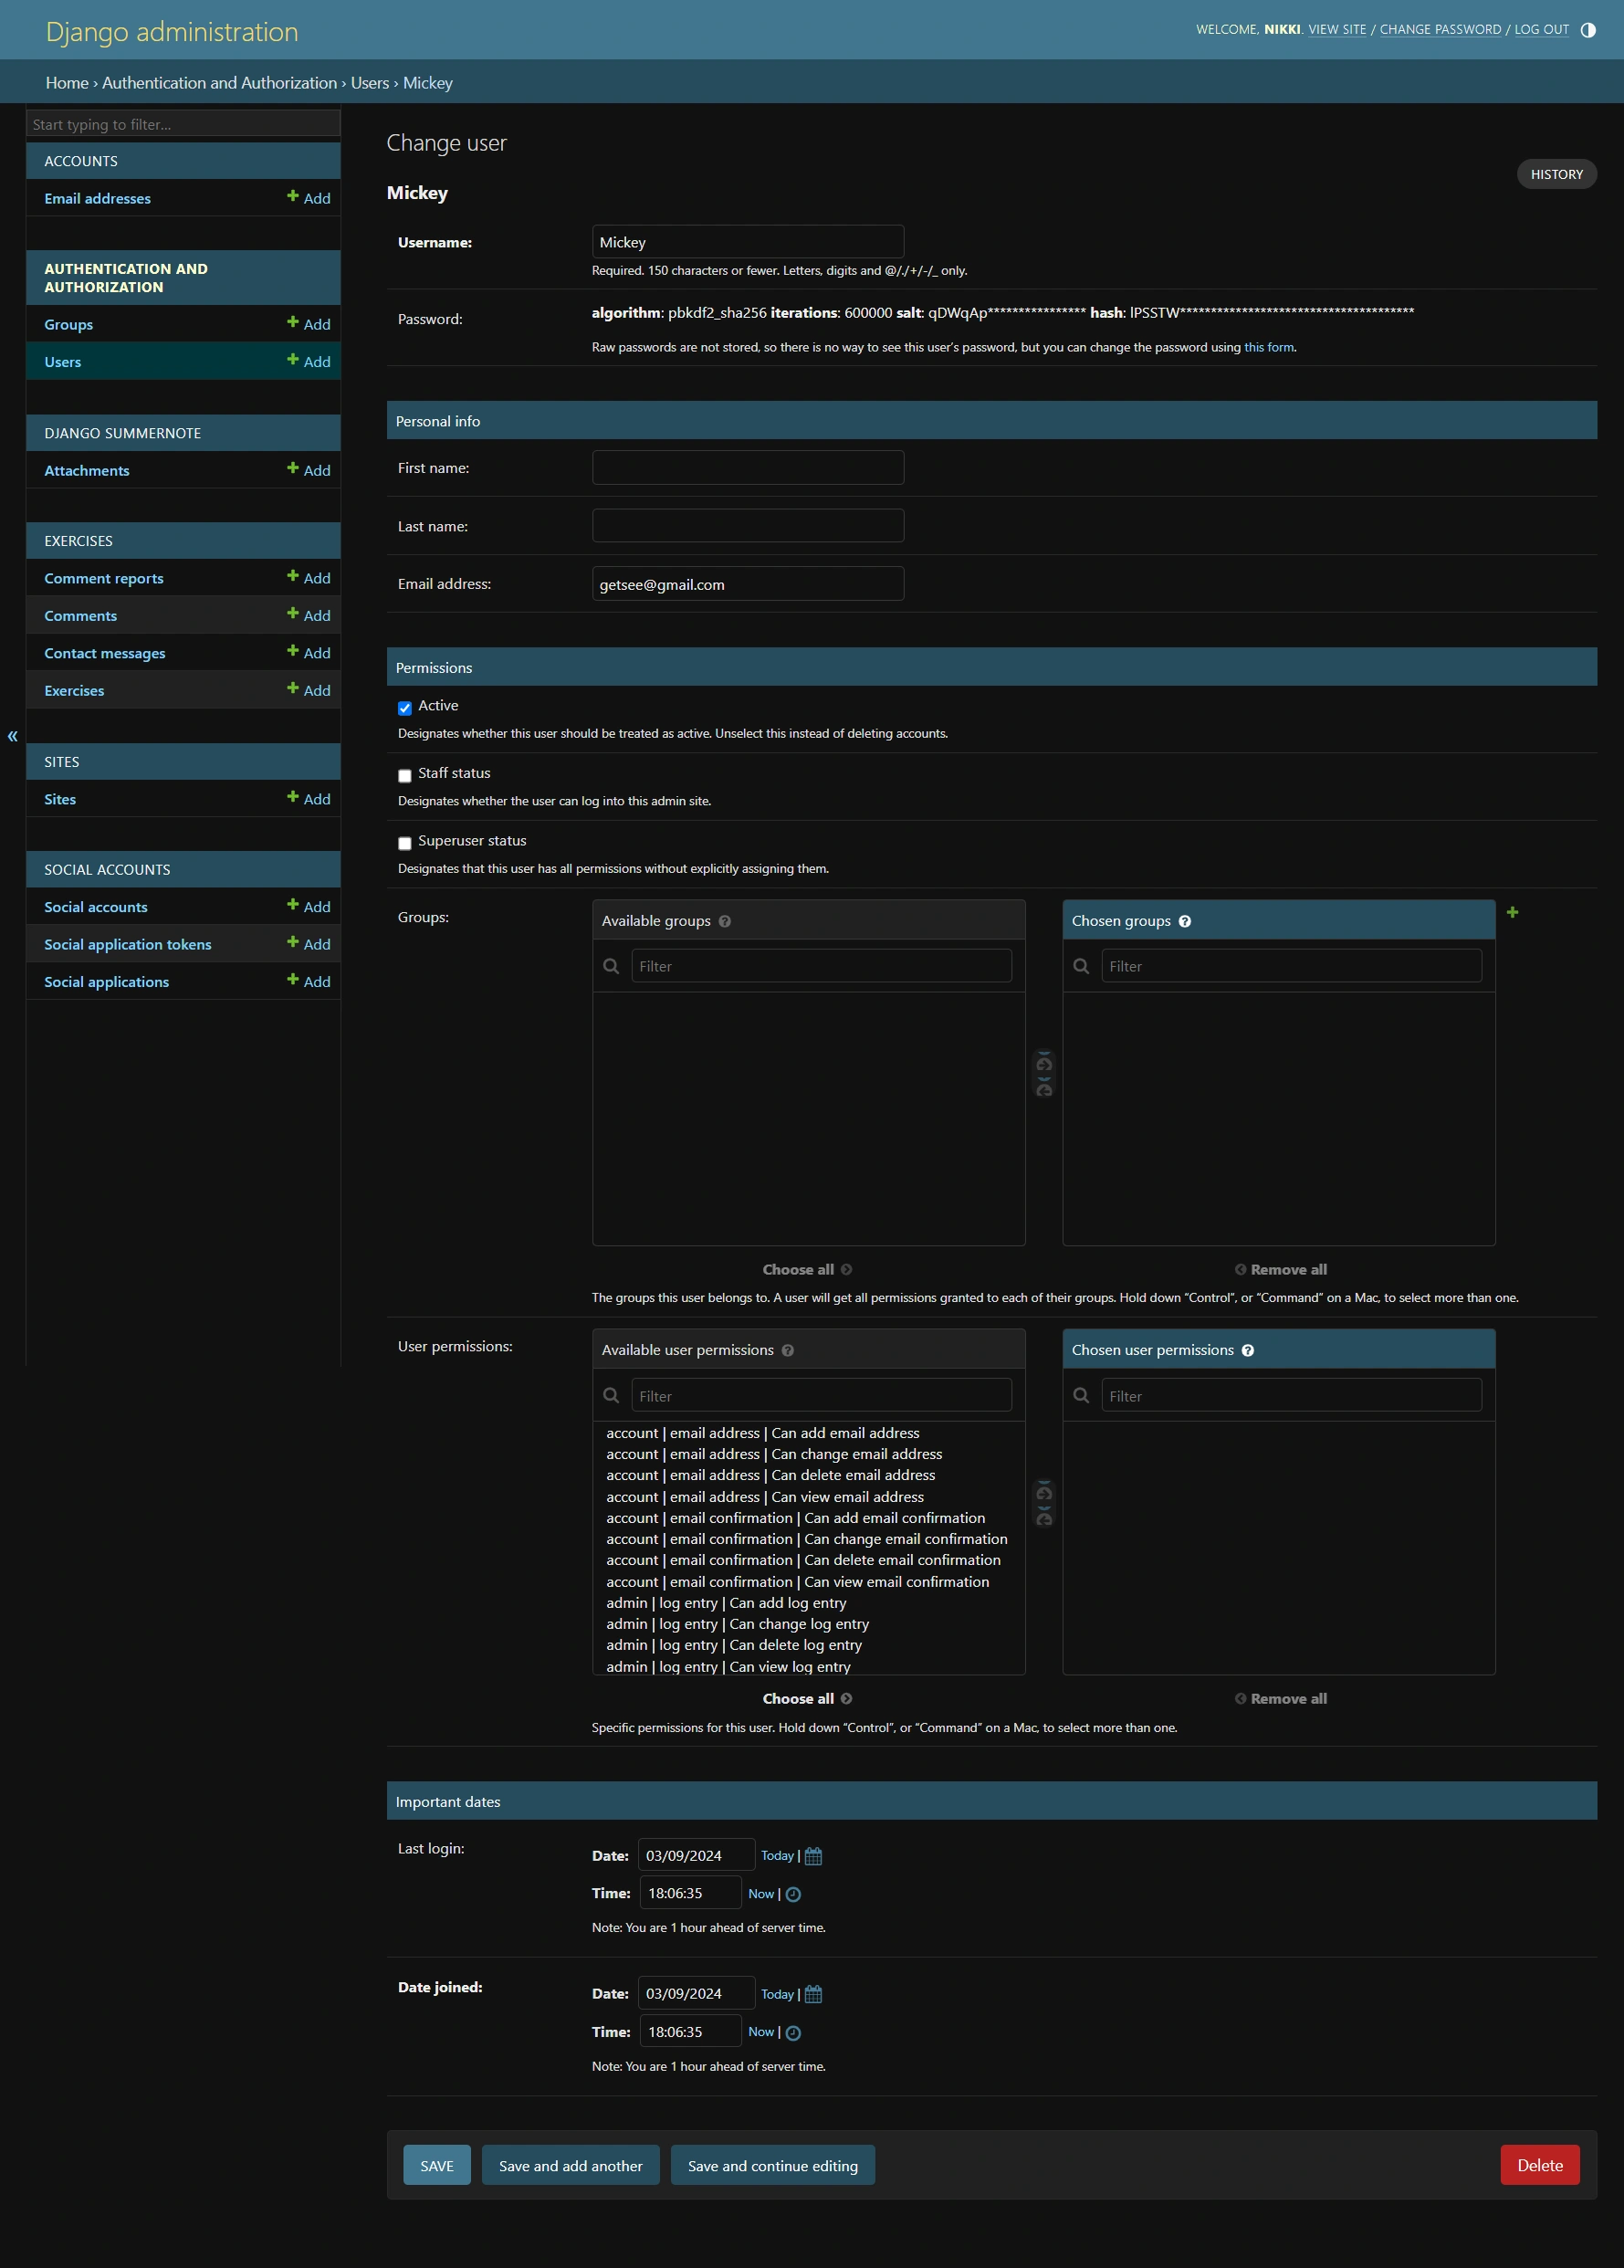 Django administration
WELCOME, NIKKI. VIEW SITE / CHANGE PASSWORD / LOG OUT
Home › Authentication and Authorization › Users › Mickey
Start typing to filter...
ACCOUNTS
Email addresses Add
AUTHENTICATION AND
AUTHORIZATION
Groups Add
Users Add
DJANGO SUMMERNOTE
Attachments Add
EXERCISES
Comment reports Add
Comments Add
Contact messages Add
Exercises Add
«
SITES
Sites Add
SOCIAL ACCOUNTS
Social accounts Add
Social application tokens Add
Social applications Add
Change user
HISTORY
Mickey
Username: Mickey
Required. 150 characters or fewer. Letters, digits and @/./+/-/_ only.
Password: algorithm: pbkdf2_sha256 iterations: 600000 salt: qDWqAp**************** hash: lPSSTW**************************************
Raw passwords are not stored, so there is no way to see this user's password, but you can change the password using this form.
Personal info
First name:
Last name:
Email address: getsee@gmail.com
Permissions
Active
Designates whether this user should be treated as active. Unselect this instead of deleting accounts.
Staff status
Designates whether the user can log into this admin site.
Superuser status
Designates that this user has all permissions without explicitly assigning them.
Groups: Available groups ? Chosen groups ?
Filter Filter
Choose all Remove all
The groups this user belongs to. A user will get all permissions granted to each of their groups. Hold down “Control”, or “Command” on a Mac, to select more than one.
User permissions: Available user permissions ? Chosen user permissions ?
Filter Filter
account | email address | Can add email address
account | email address | Can change email address
account | email address | Can delete email address
account | email address | Can view email address
account | email confirmation | Can add email confirmation
account | email confirmation | Can change email confirmation
account | email confirmation | Can delete email confirmation
account | email confirmation | Can view email confirmation
admin | log entry | Can add log entry
admin | log entry | Can change log entry
admin | log entry | Can delete log entry
admin | log entry | Can view log entry
Choose all Remove all
Specific permissions for this user. Hold down “Control”, or “Command” on a Mac, to select more than one.
Important dates
Last login: Date: 03/09/2024 Today |
Time: 18:06:35 Now |
Note: You are 1 hour ahead of server time.
Date joined: Date: 03/09/2024 Today |
Time: 18:06:35 Now |
Note: You are 1 hour ahead of server time.
SAVE Save and add another Save and continue editing Delete